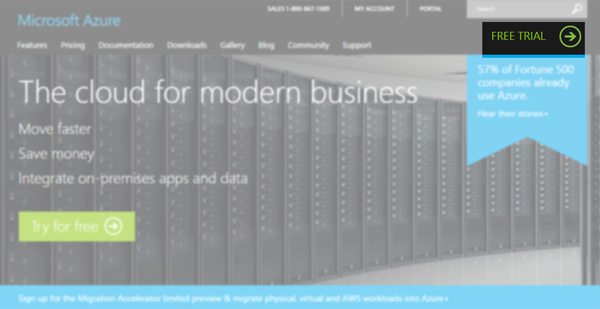 SALES 1-800-867-1389 MY ACCOUNT PORTAL Search
Microsoft Azure
FREE TRIAL
Features Pricing Documentation Downloads Gallery Blog Community Support
57% of Fortune 500
companies already
use Azure.
Hear their stories
The cloud for modern business
Move faster
Save money
Integrate on-premises apps and data
Try for free
Sign up for the Migration Accelerator limited preview & migrate physical, virtual and AWS workloads into Azure